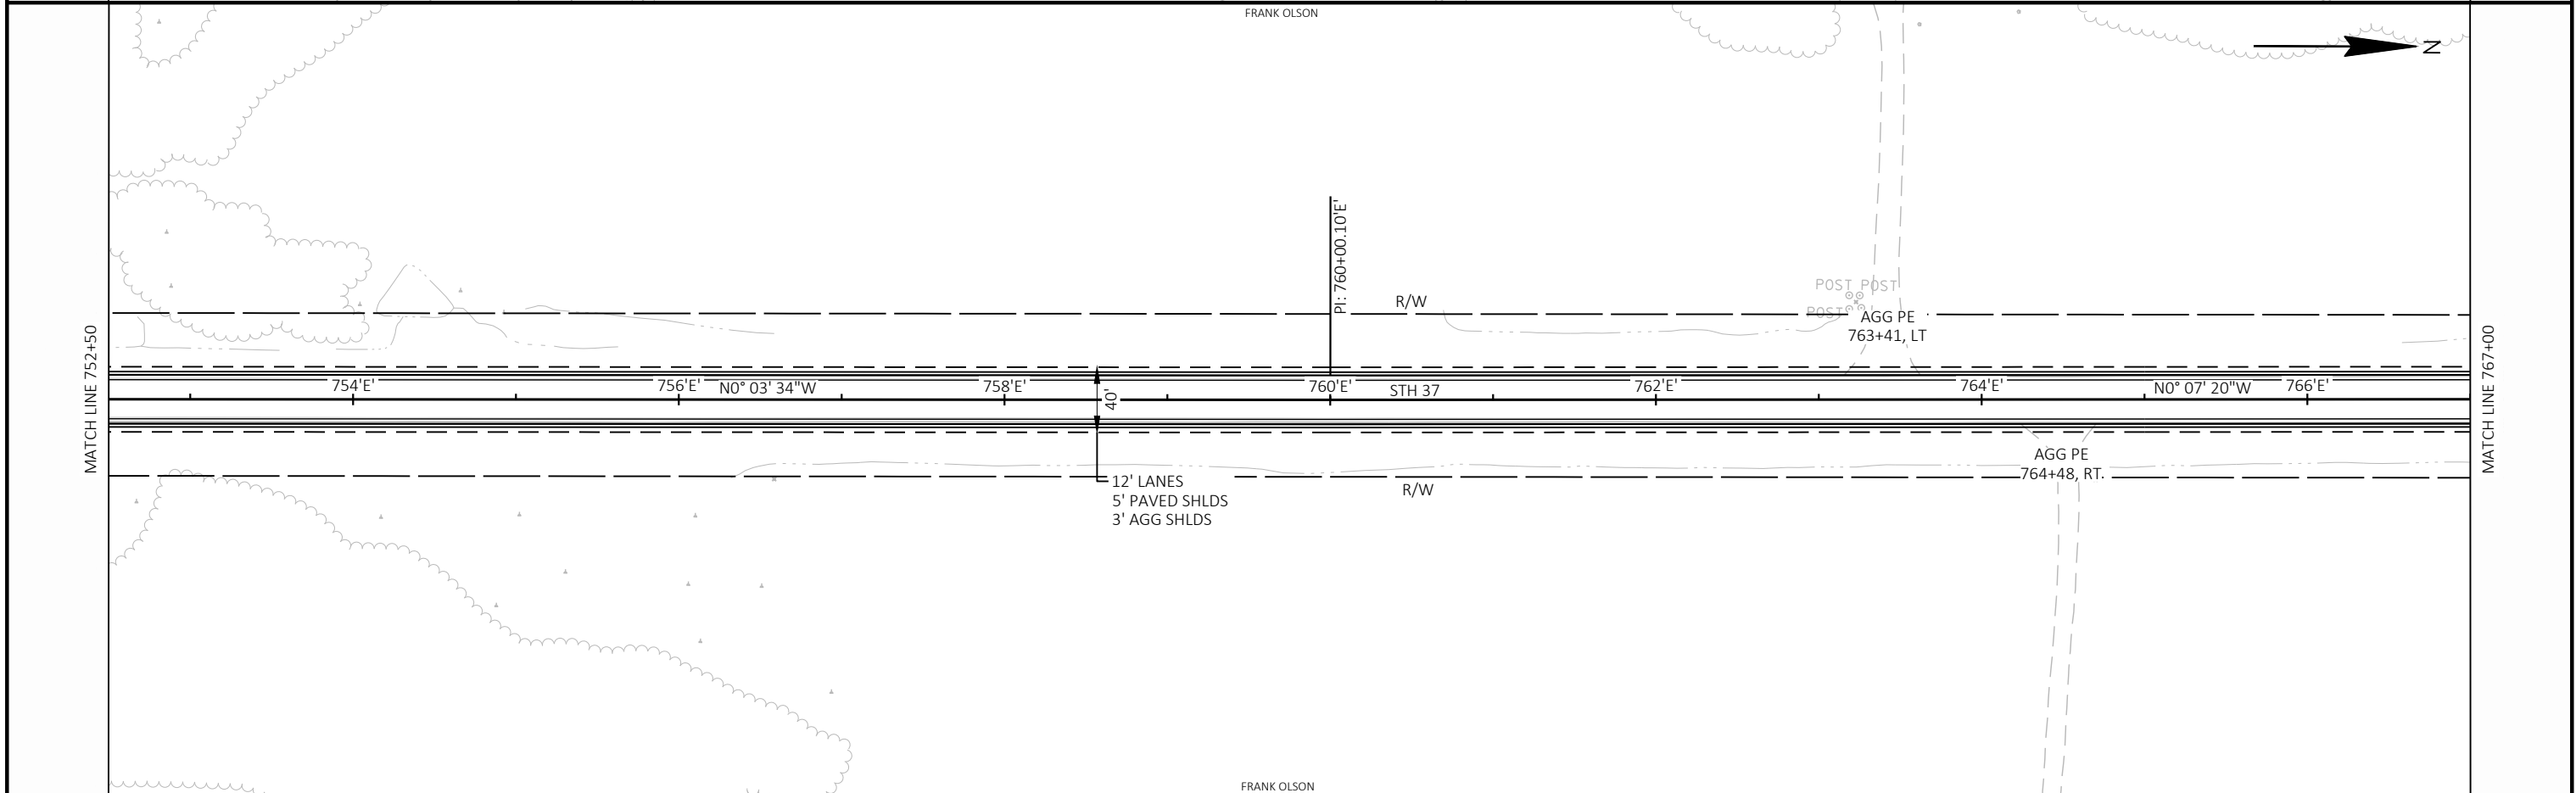 FRANK OLSON
N
MATCH LINE 752+50
PI: 760+00.10'E'
R/W
POST POST
POST
AGG PE
763+41, LT
754'E' 756'E' N0° 03' 34"W 758'E' 760'E' STH 37 762'E' 764'E' N0° 07' 20"W 766'E'
40'
MATCH LINE 767+00
AGG PE
764+48, RT
12' LANES
5' PAVED SHLDS
3' AGG SHLDS
R/W
FRANK OLSON